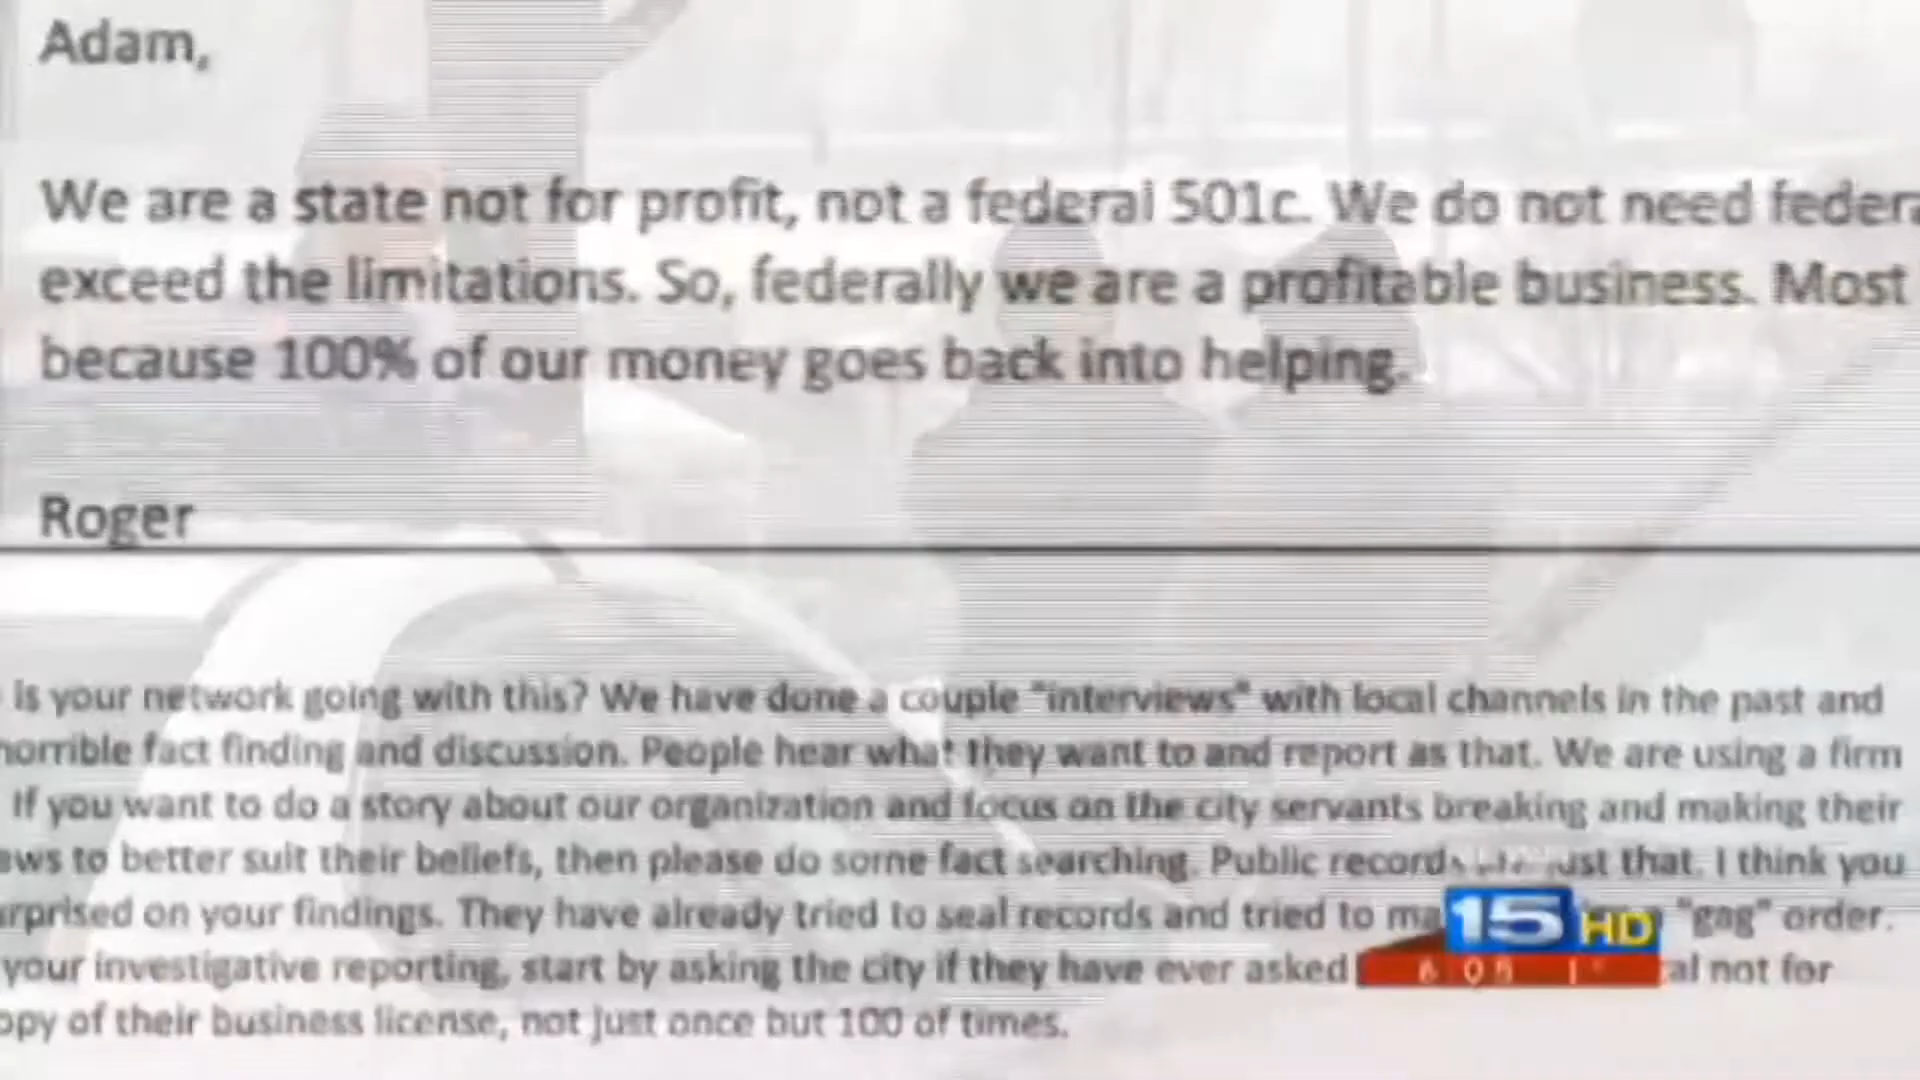 Adam,
We are a state not for profit, not a federal 501c. We do not need federa
exceed the limitations. So, federally we are a profitable business. Most
because 100% of our money goes back into helping.
Roger
is your network going with this? We have done a couple "interviews" with local channels in the past and
horrible fact finding and discussion. People hear what they want to and report as that. We are using a firm
If you want to do a story about our organization and focus on the city servants breaking and making their
aws to better suit their beliefs, then please do some fact searching. Public records just that. I think you
urprised on your findings. They have already tried to seal records and tried to ma "gag" order.
your investigative reporting, start by asking the city if they have ever asked al not for
opy of their business license, not just once but 100 of times.
15 HD
6:05 1°